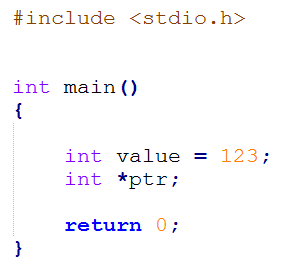 #include <stdio.h>
int main()
{
int value = 123;
int *ptr;
return 0;
}